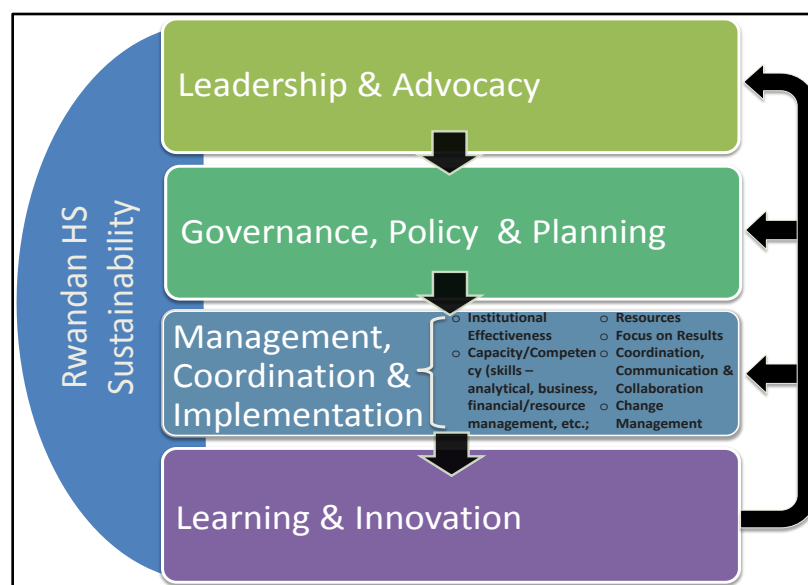 Rwandan HS
Sustainability
Leadership & Advocacy
Governance, Policy & Planning
Management,
Coordination &
Implementation
o Institutional
Effectiveness
o Capacity/Competen
cy (skills –
analytical, business,
financial/resource
management, etc.;
o Resources
o Focus on Results
o Coordination,
Communication &
Collaboration
o Change
Management
Learning & Innovation